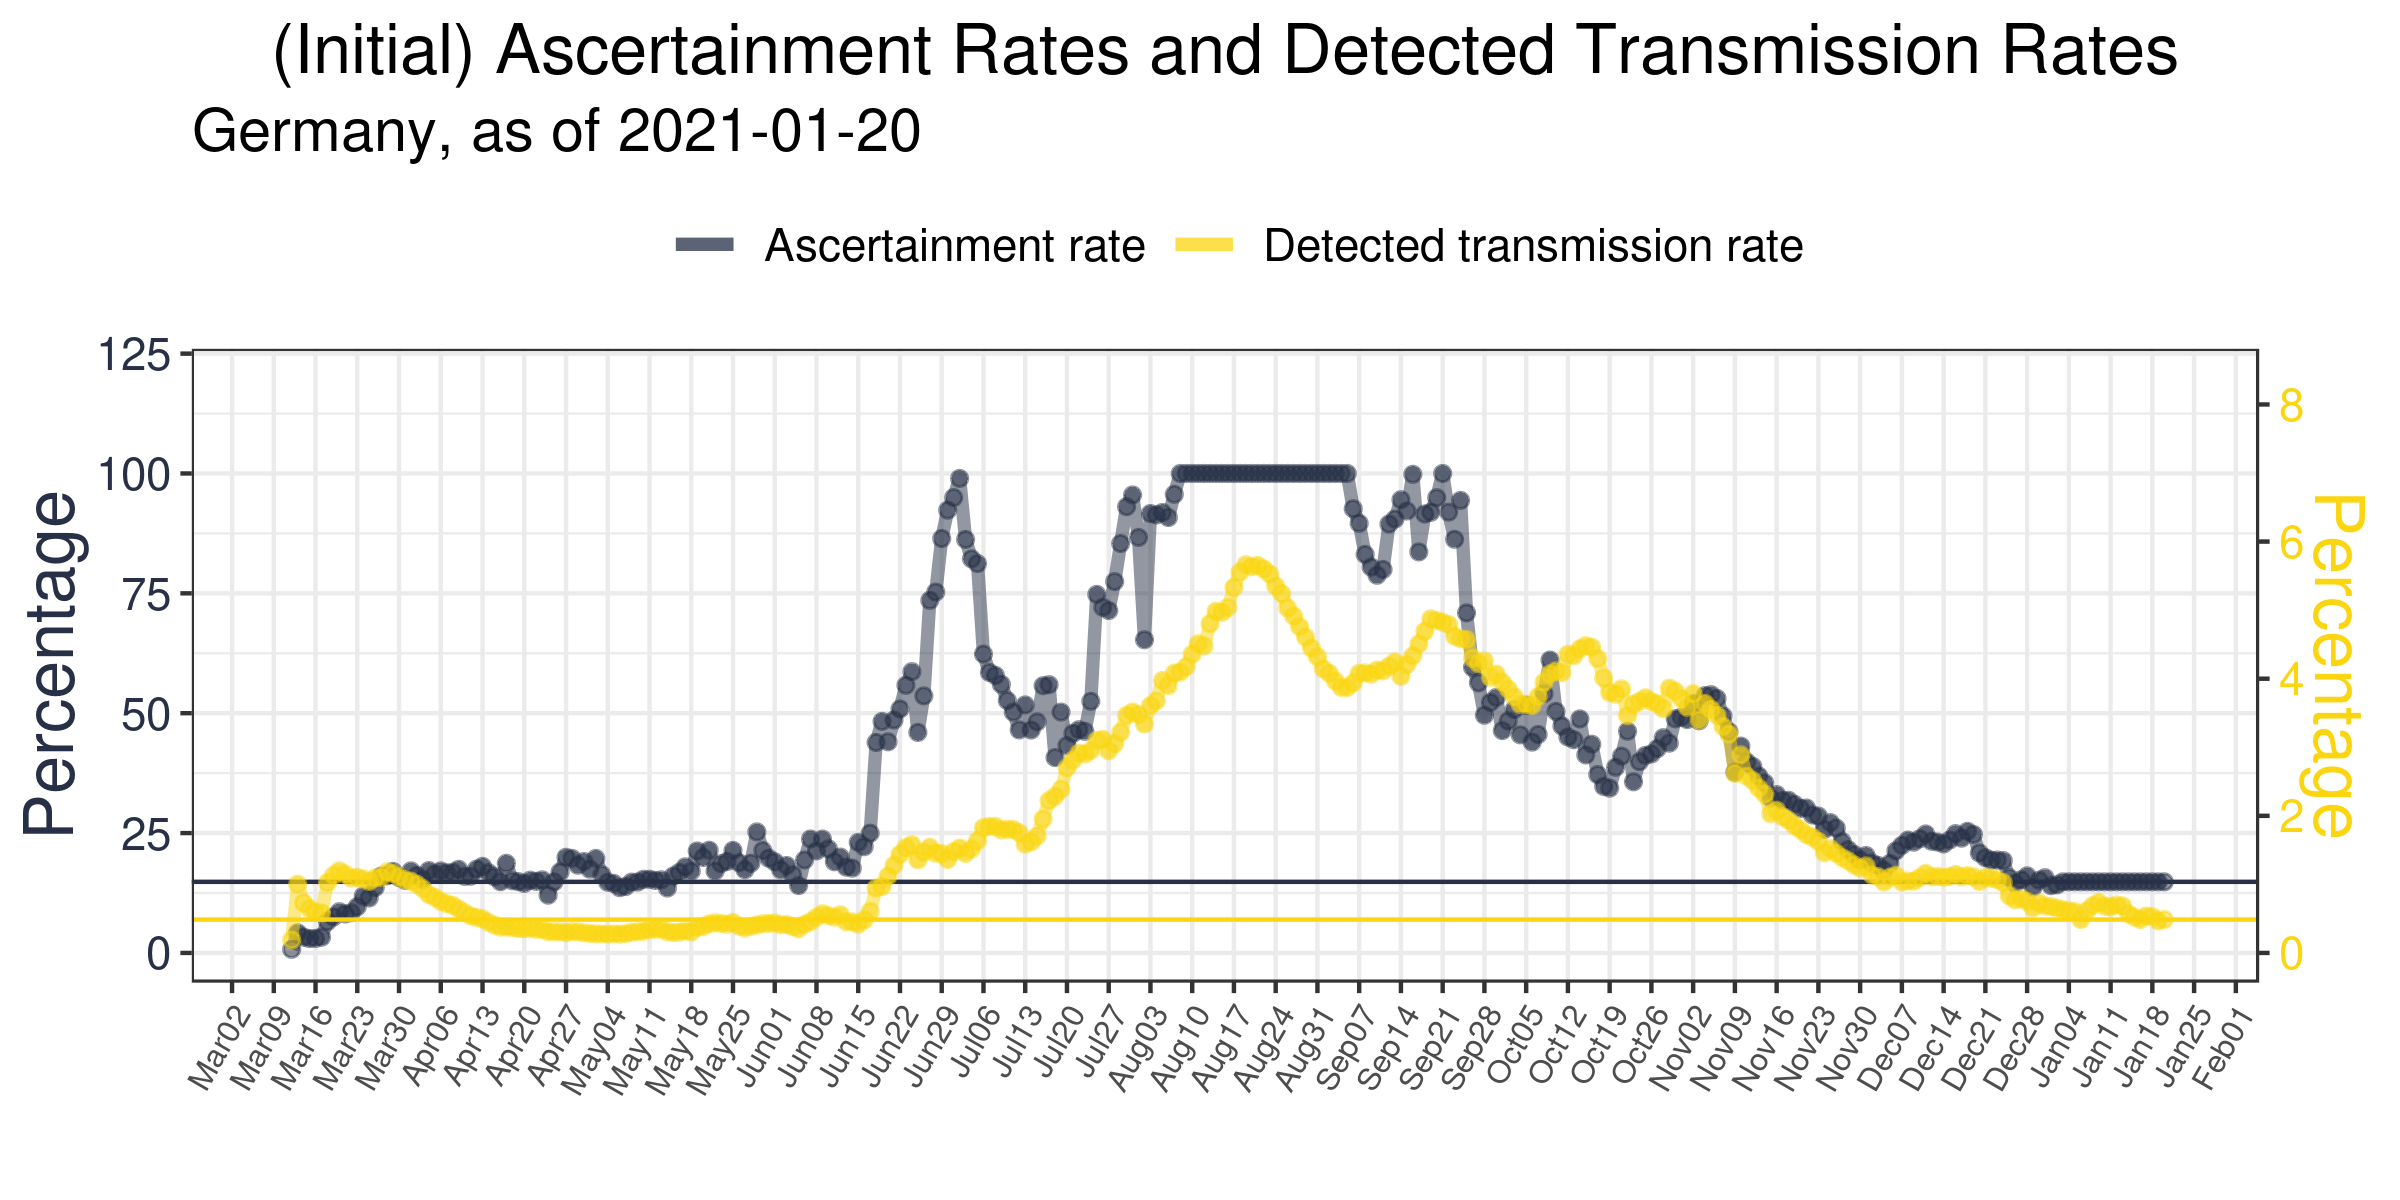 (Initial) Ascertainment Rates and Detected Transmission Rates
Germany, as of 2021-01-20
Ascertainment rate
Detected transmission rate
Percentage
125
100
75
50
25
0
8
6
4
2
0
Percentage
Mar02
Mar09
Mar16
Mar23
Mar30
Apr06
Apr13
Apr20
Apr27
May04
May11
May18
May25
Jun01
Jun08
Jun15
Jun22
Jun29
Jul06
Jul13
Jul20
Jul27
Aug03
Aug10
Aug17
Aug24
Aug31
Sep07
Sep14
Sep21
Sep28
Oct05
Oct12
Oct19
Oct26
Nov02
Nov09
Nov16
Nov23
Nov30
Dec07
Dec14
Dec21
Dec28
Jan04
Jan11
Jan18
Jan25
Feb01